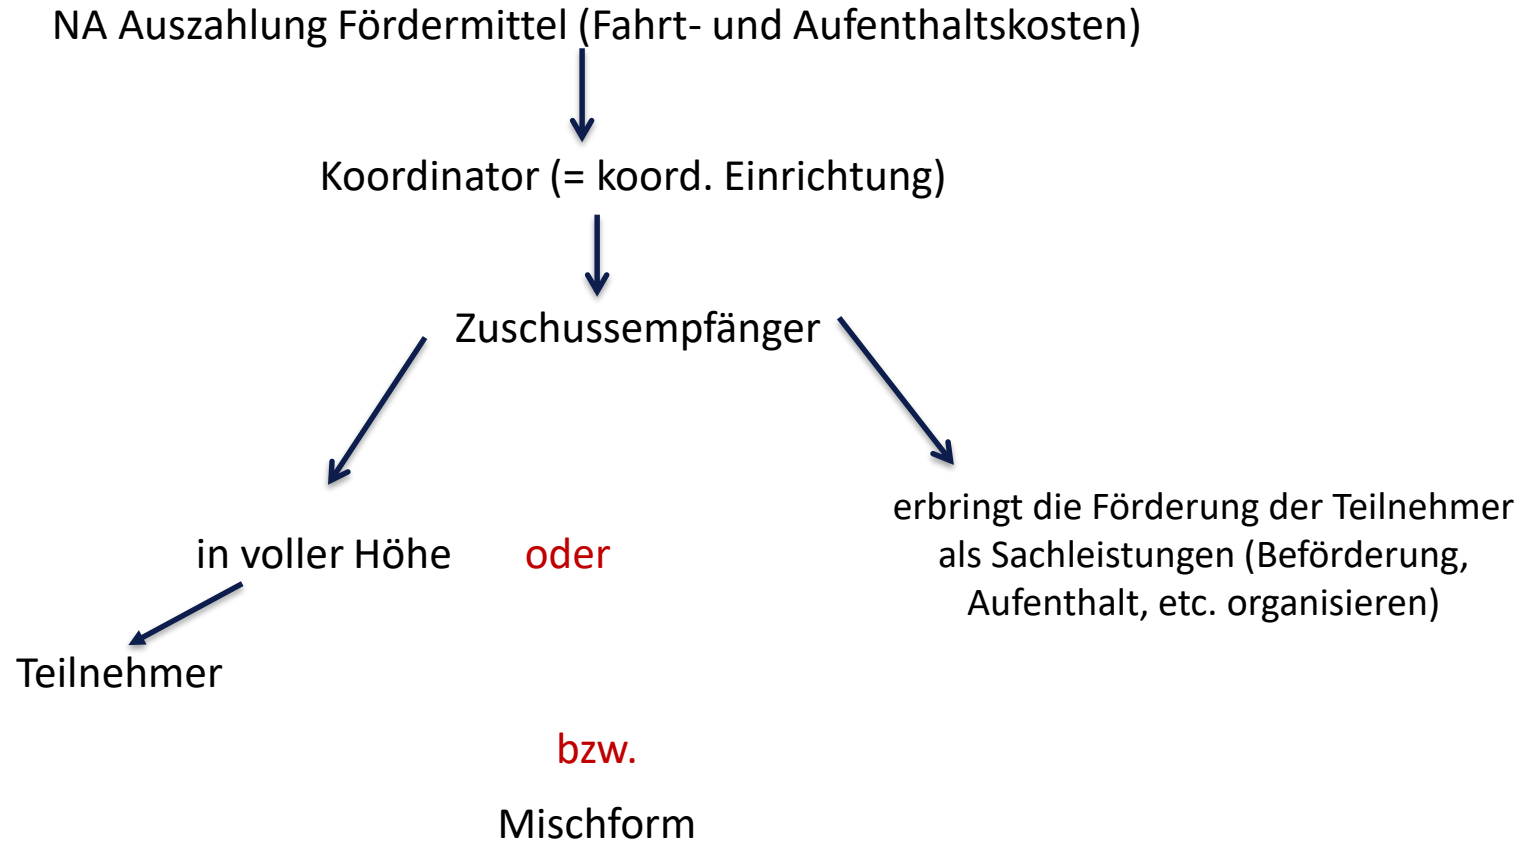 NA Auszahlung Fördermittel (Fahrt- und Aufenthaltskosten)
Koordinator (= koord. Einrichtung)
Zuschussempfänger
in voller Höhe
oder
erbringt die Förderung der Teilnehmer
als Sachleistungen (Beförderung,
Aufenthalt, etc. organisieren)
Teilnehmer
bzw.
Mischform